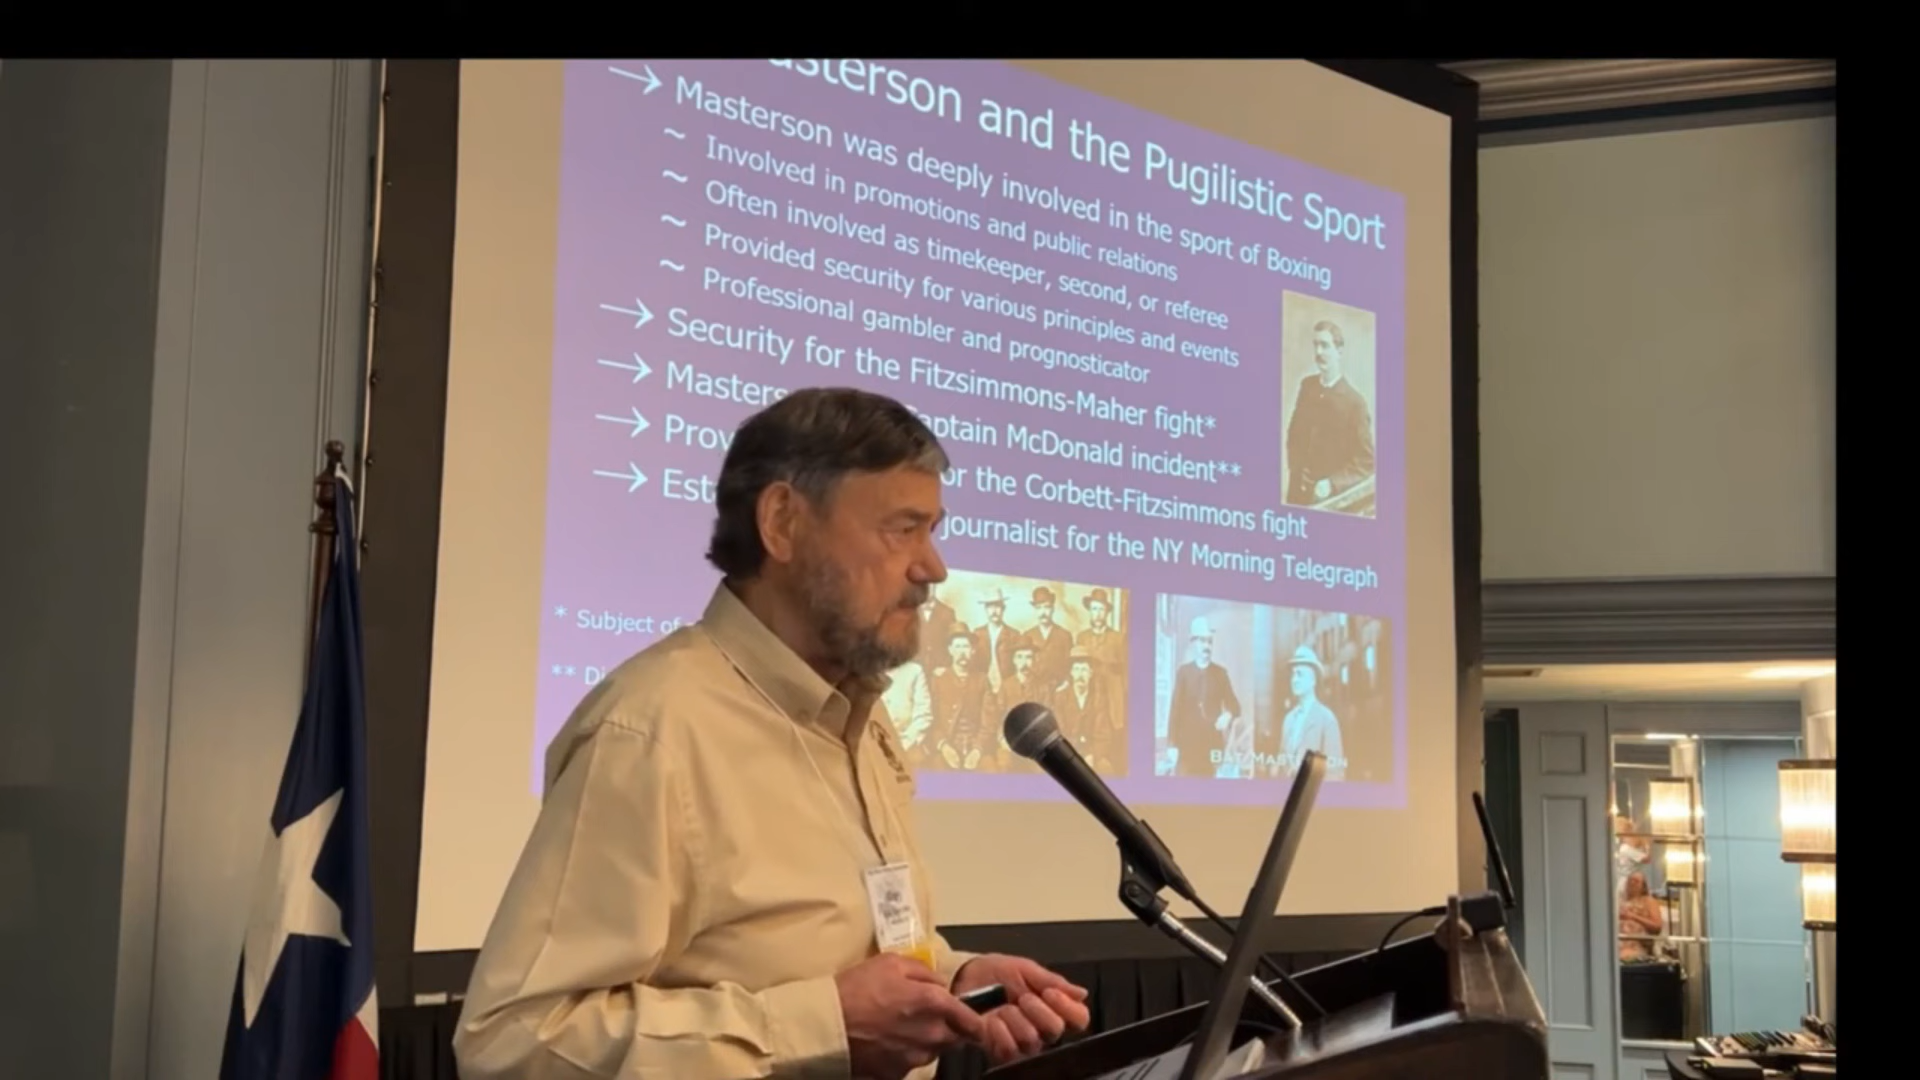 asterson and the Pugilistic Sport
→ Masterson was deeply involved in the sport of Boxing
~ Involved in promotions and public relations
~ Often involved as timekeeper, second, or referee
~ Provided security for various principles and events
~ Professional gambler and prognosticator
→ Security for the Fitzsimmons-Maher fight*
→ Masters aptain McDonald incident**
→ Prov or the Corbett-Fitzsimmons fight
→ Est journalist for the NY Morning Telegraph
* Subject of
** Di
BAT MAST ON